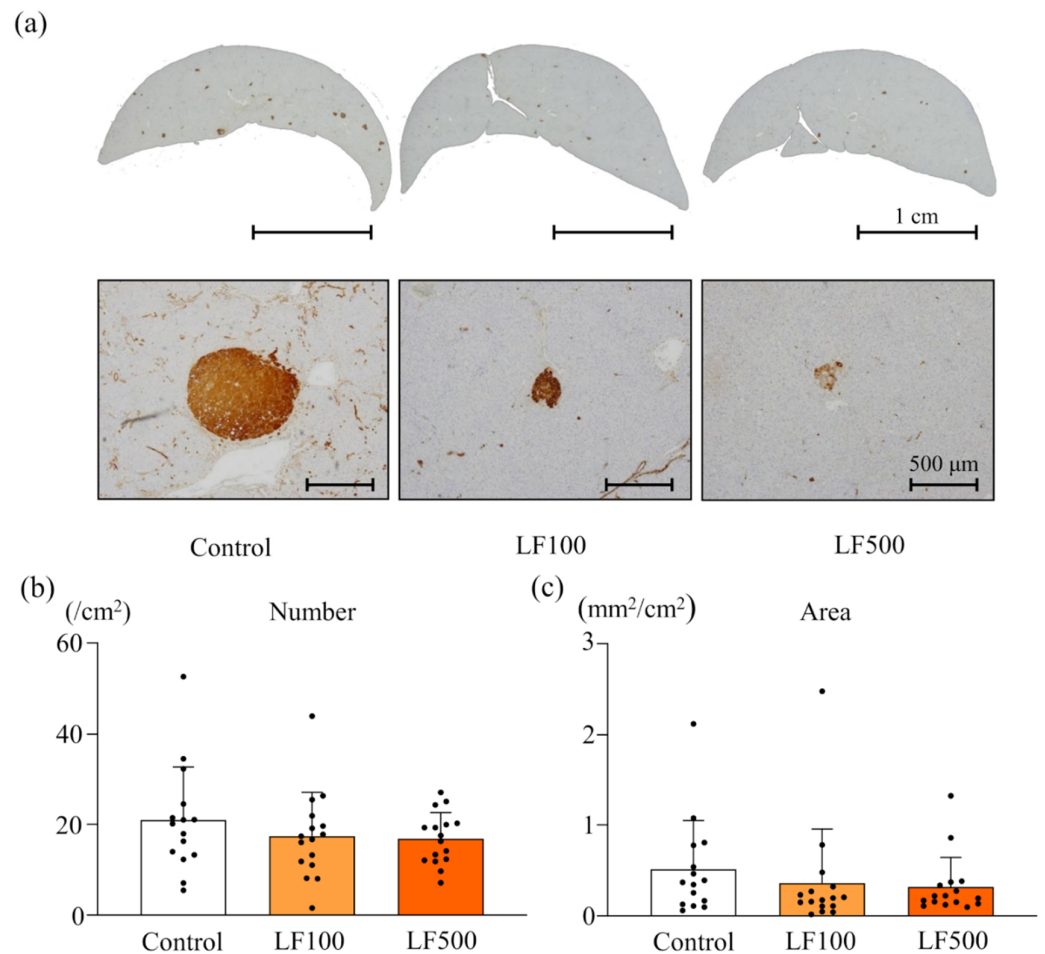 (a)
1 cm
500 μm
Control LF100 LF500
(b)
(/cm²) Number
60
40
20
0
Control LF100 LF500
(c)
(mm²/cm²) Area
3
2
1
0
Control LF100 LF500